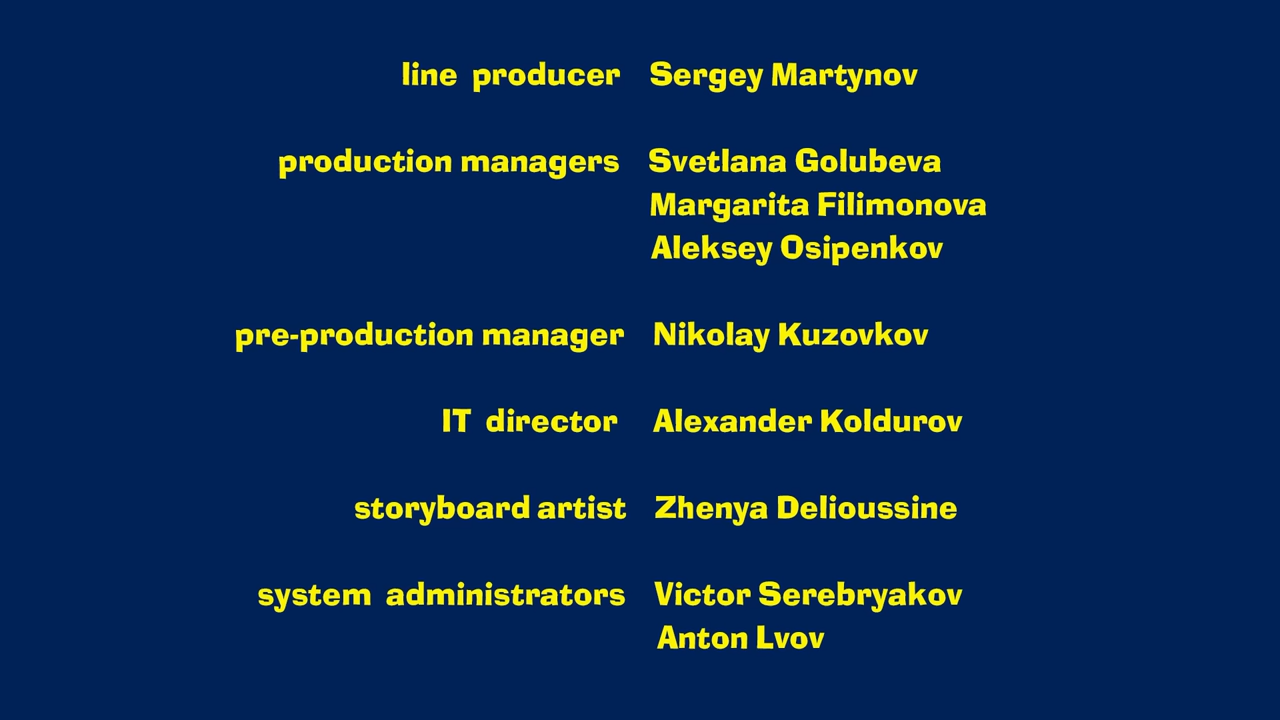 line producer Sergey Martynov
production managers Svetlana Golubeva
Margarita Filimonova
Aleksey Osipenkov
pre-production manager Nikolay Kuzovkov
IT director Alexander Koldurov
storyboard artist Zhenya Delioussine
system administrators Victor Serebryakov
Anton Lvov